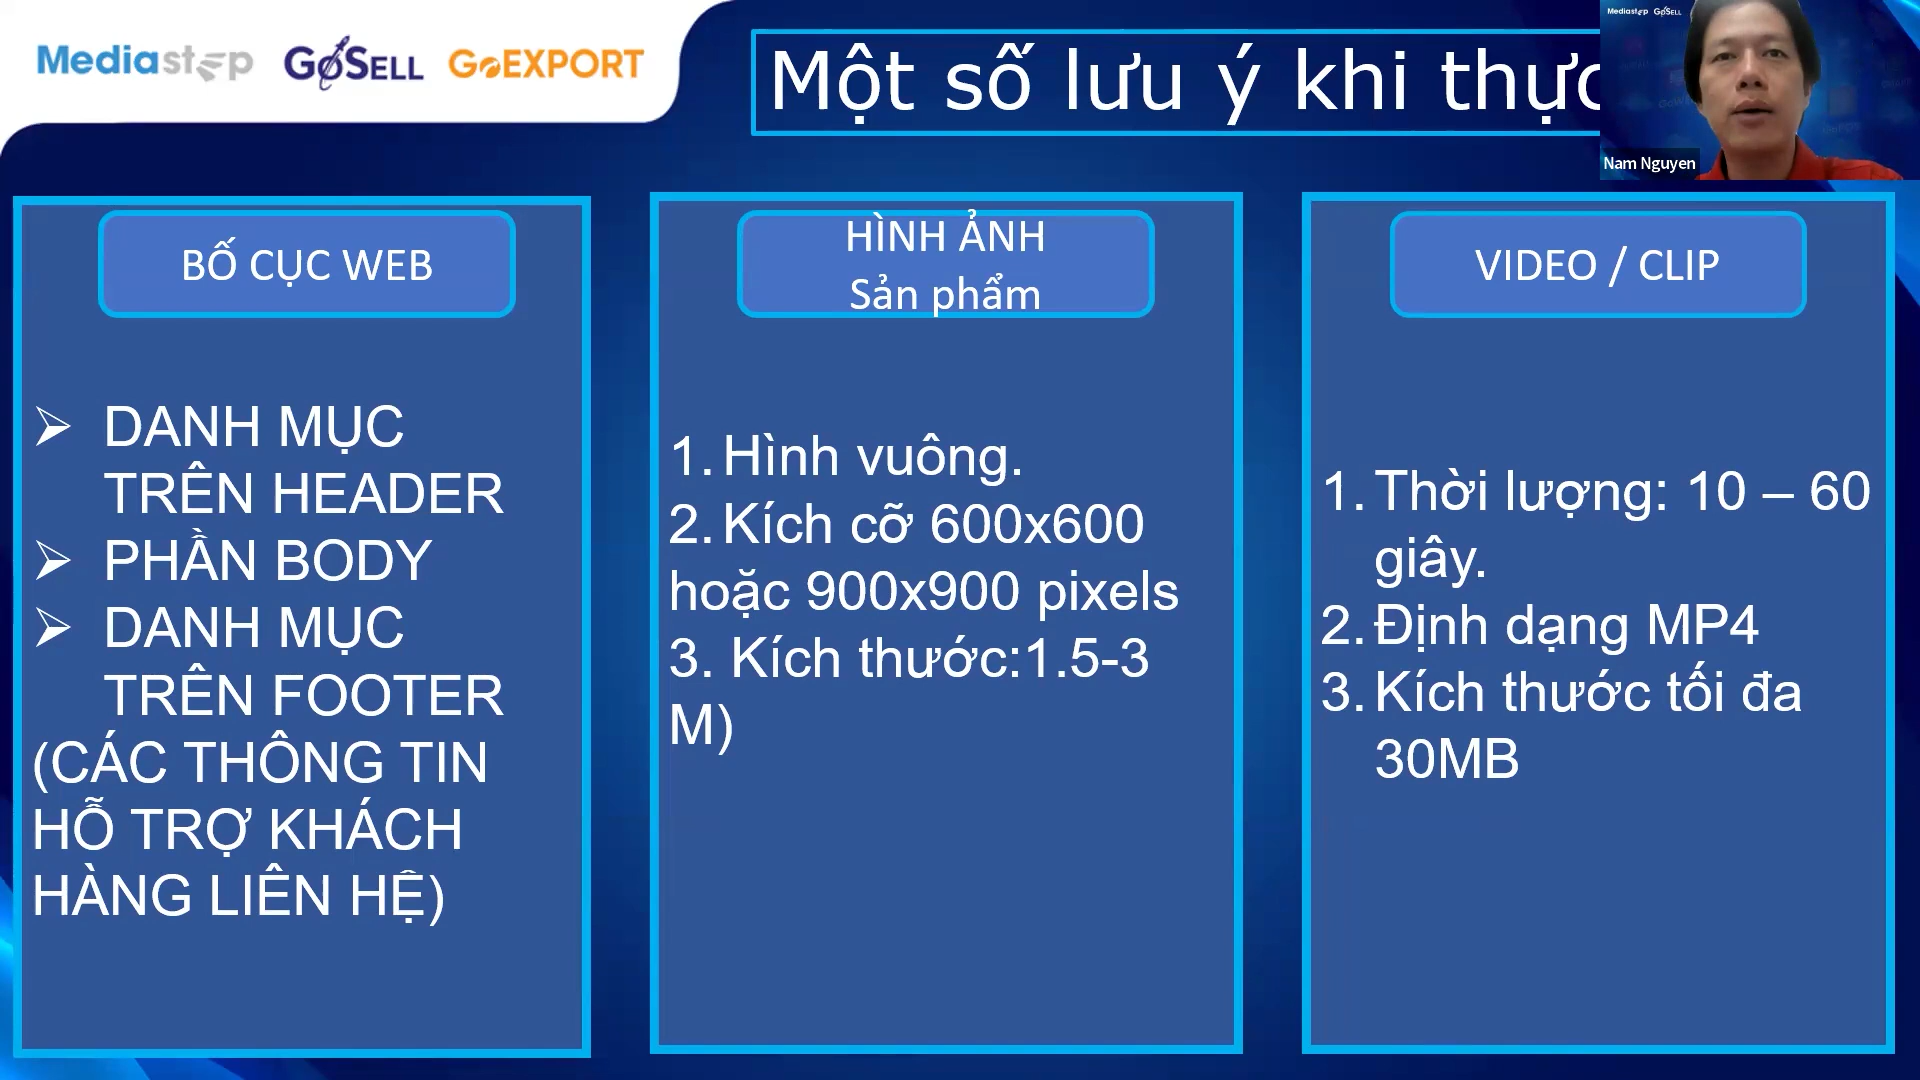 Mediastep GoSELL GoEXPORT
Một số lưu ý khi thực
Mediastep GoSELL
Nam Nguyen
BỐ CỤC WEB
➢ DANH MỤC
TRÊN HEADER
➢ PHẦN BODY
➢ DANH MỤC
TRÊN FOOTER
(CÁC THÔNG TIN
HỖ TRỢ KHÁCH
HÀNG LIÊN HỆ)
HÌNH ẢNH
Sản phẩm
1. Hình vuông.
2. Kích cỡ 600x600
hoặc 900x900 pixels
3. Kích thước:1.5-3
M)
VIDEO / CLIP
1. Thời lượng: 10 – 60
giây.
2. Định dạng MP4
3. Kích thước tối đa
30MB